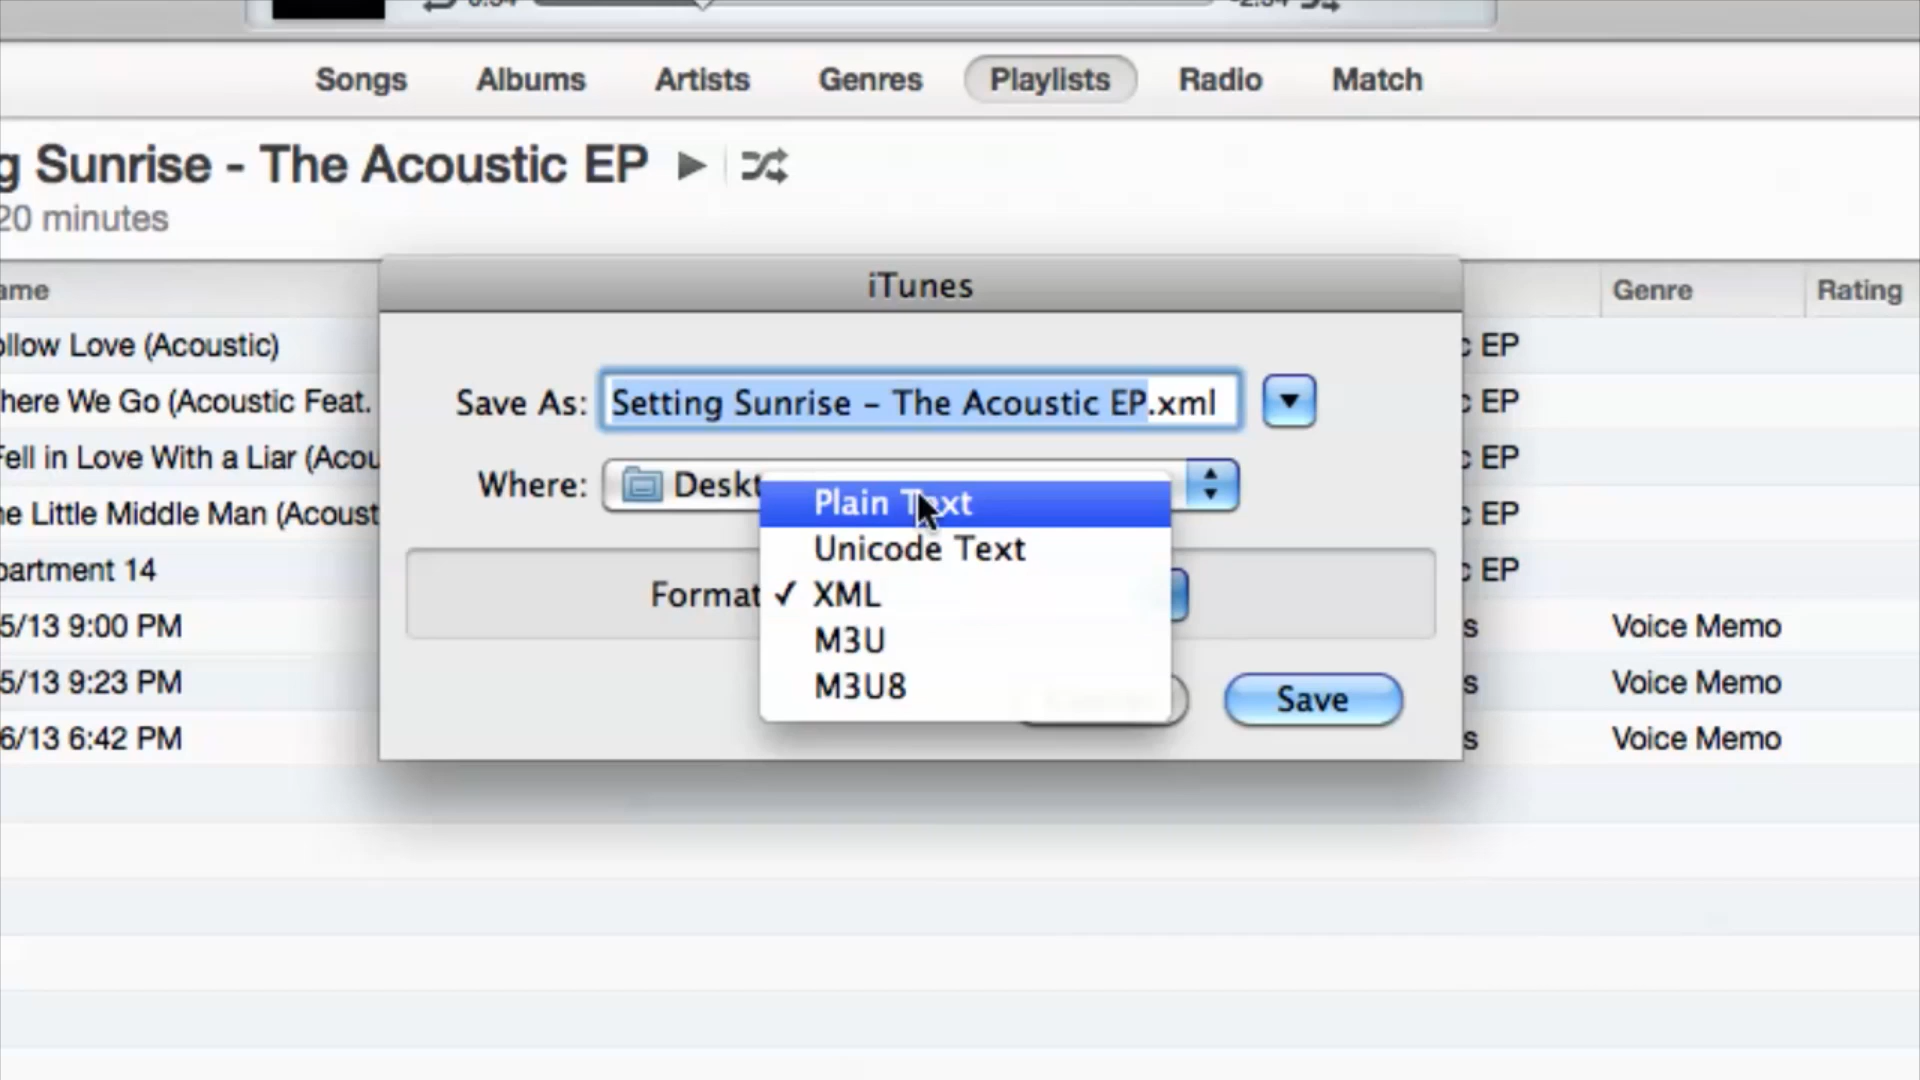 Songs Albums Artists Genres Playlists Radio Match
g Sunrise - The Acoustic EP
20 minutes
ame Genre Rating
iTunes
ollow Love (Acoustic) c EP
Save As: Setting Sunrise – The Acoustic EP.xml
here We Go (Acoustic Feat. c EP
Fell in Love With a Liar (Acou c EP
Where: Deskt
Plain Text
ne Little Middle Man (Acoust c EP
Unicode Text
partment 14 c EP
Format ✓ XML
5/13 9:00 PM s Voice Memo
M3U
5/13 9:23 PM s Voice Memo
M3U8
Save
6/13 6:42 PM s Voice Memo